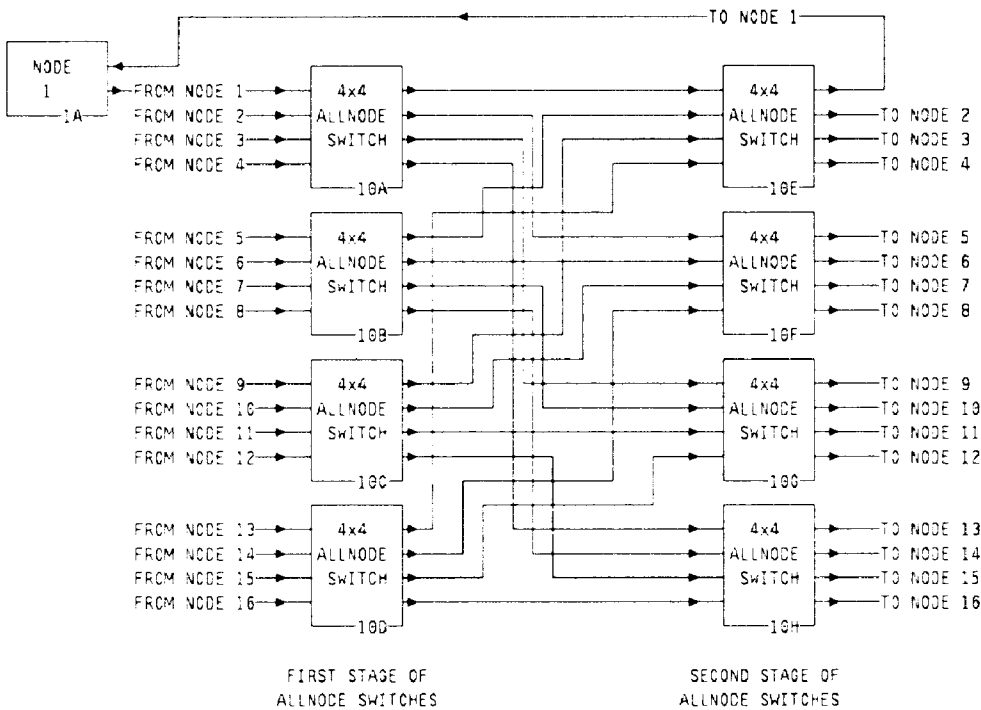 TO NODE 1
NODE
1
1A
FROM NODE 1
FROM NODE 2
FROM NODE 3
FROM NODE 4
4x4
ALLNODE
SWITCH
10A
4x4
ALLNODE
SWITCH
10E
TO NODE 2
TO NODE 3
TO NODE 4
FROM NODE 5
FROM NODE 6
FROM NODE 7
FROM NODE 8
4x4
ALLNODE
SWITCH
10B
4x4
ALLNODE
SWITCH
10F
TO NODE 5
TO NODE 6
TO NODE 7
TO NODE 8
FROM NODE 9
FROM NODE 10
FROM NODE 11
FROM NODE 12
4x4
ALLNODE
SWITCH
10C
4x4
ALLNODE
SWITCH
10G
TO NODE 9
TO NODE 10
TO NODE 11
TO NODE 12
FROM NODE 13
FROM NODE 14
FROM NODE 15
FROM NODE 16
4x4
ALLNODE
SWITCH
10D
4x4
ALLNODE
SWITCH
10H
TO NODE 13
TO NODE 14
TO NODE 15
TO NODE 16
FIRST STAGE OF
ALLNODE SWITCHES
SECOND STAGE OF
ALLNODE SWITCHES